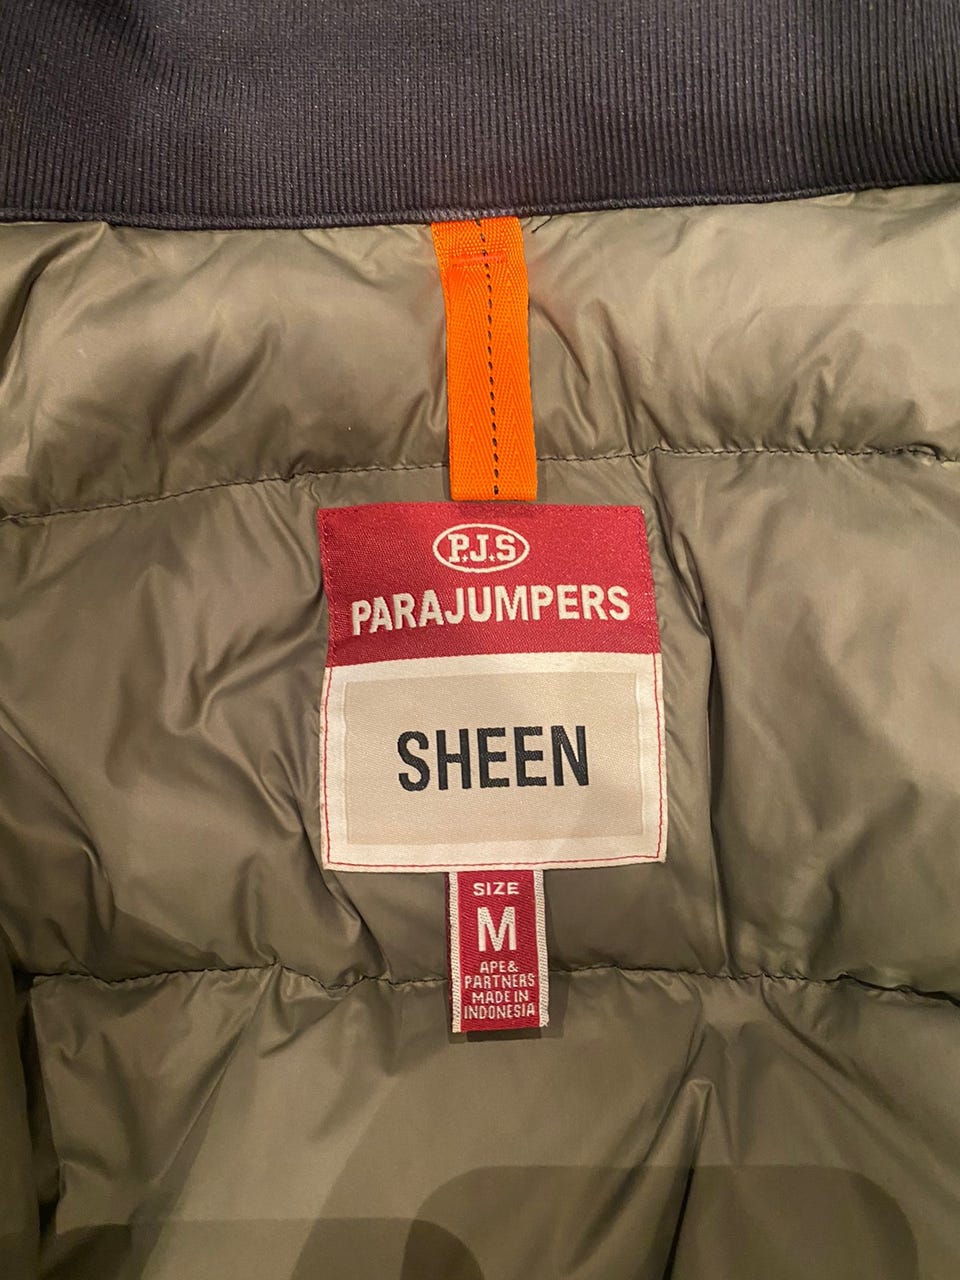 P.J.S
PARAJUMPERS
SHEEN
SIZE
M
APE&
PARTNERS
MADE IN
INDONESIA